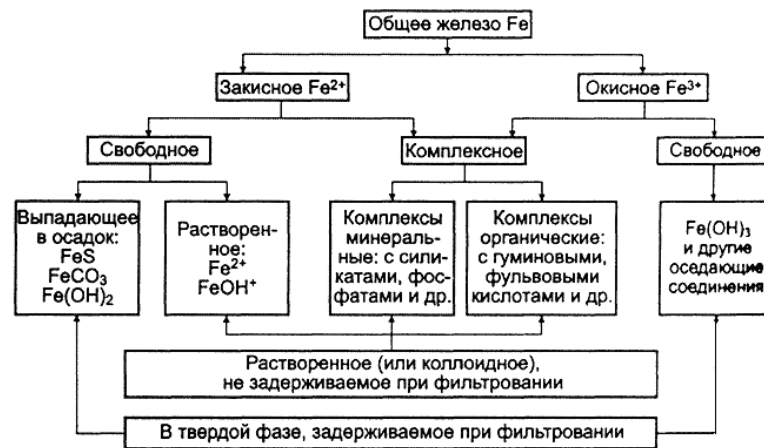 Общее железо Fe
Закисное Fe²⁺
Окисное Fe³⁺
Свободное
Комплексное
Свободное
Выпадающее
в осадок:
FeS
FeCO₃
Fe(OH)₂
Растворен-
ное:
Fe²⁺
FeOH⁺
Комплексы
минераль-
ные: с сили-
катами, фос-
фатами и др.
Комплексы
органические:
с гуминовыми,
фульвовыми
кислотами и др.
Fe(OH)₃
и другие
оседающие
соединения
Растворенное (или коллоидное),
не задерживаемое при фильтровании
В твердой фазе, задерживаемое при фильтровании